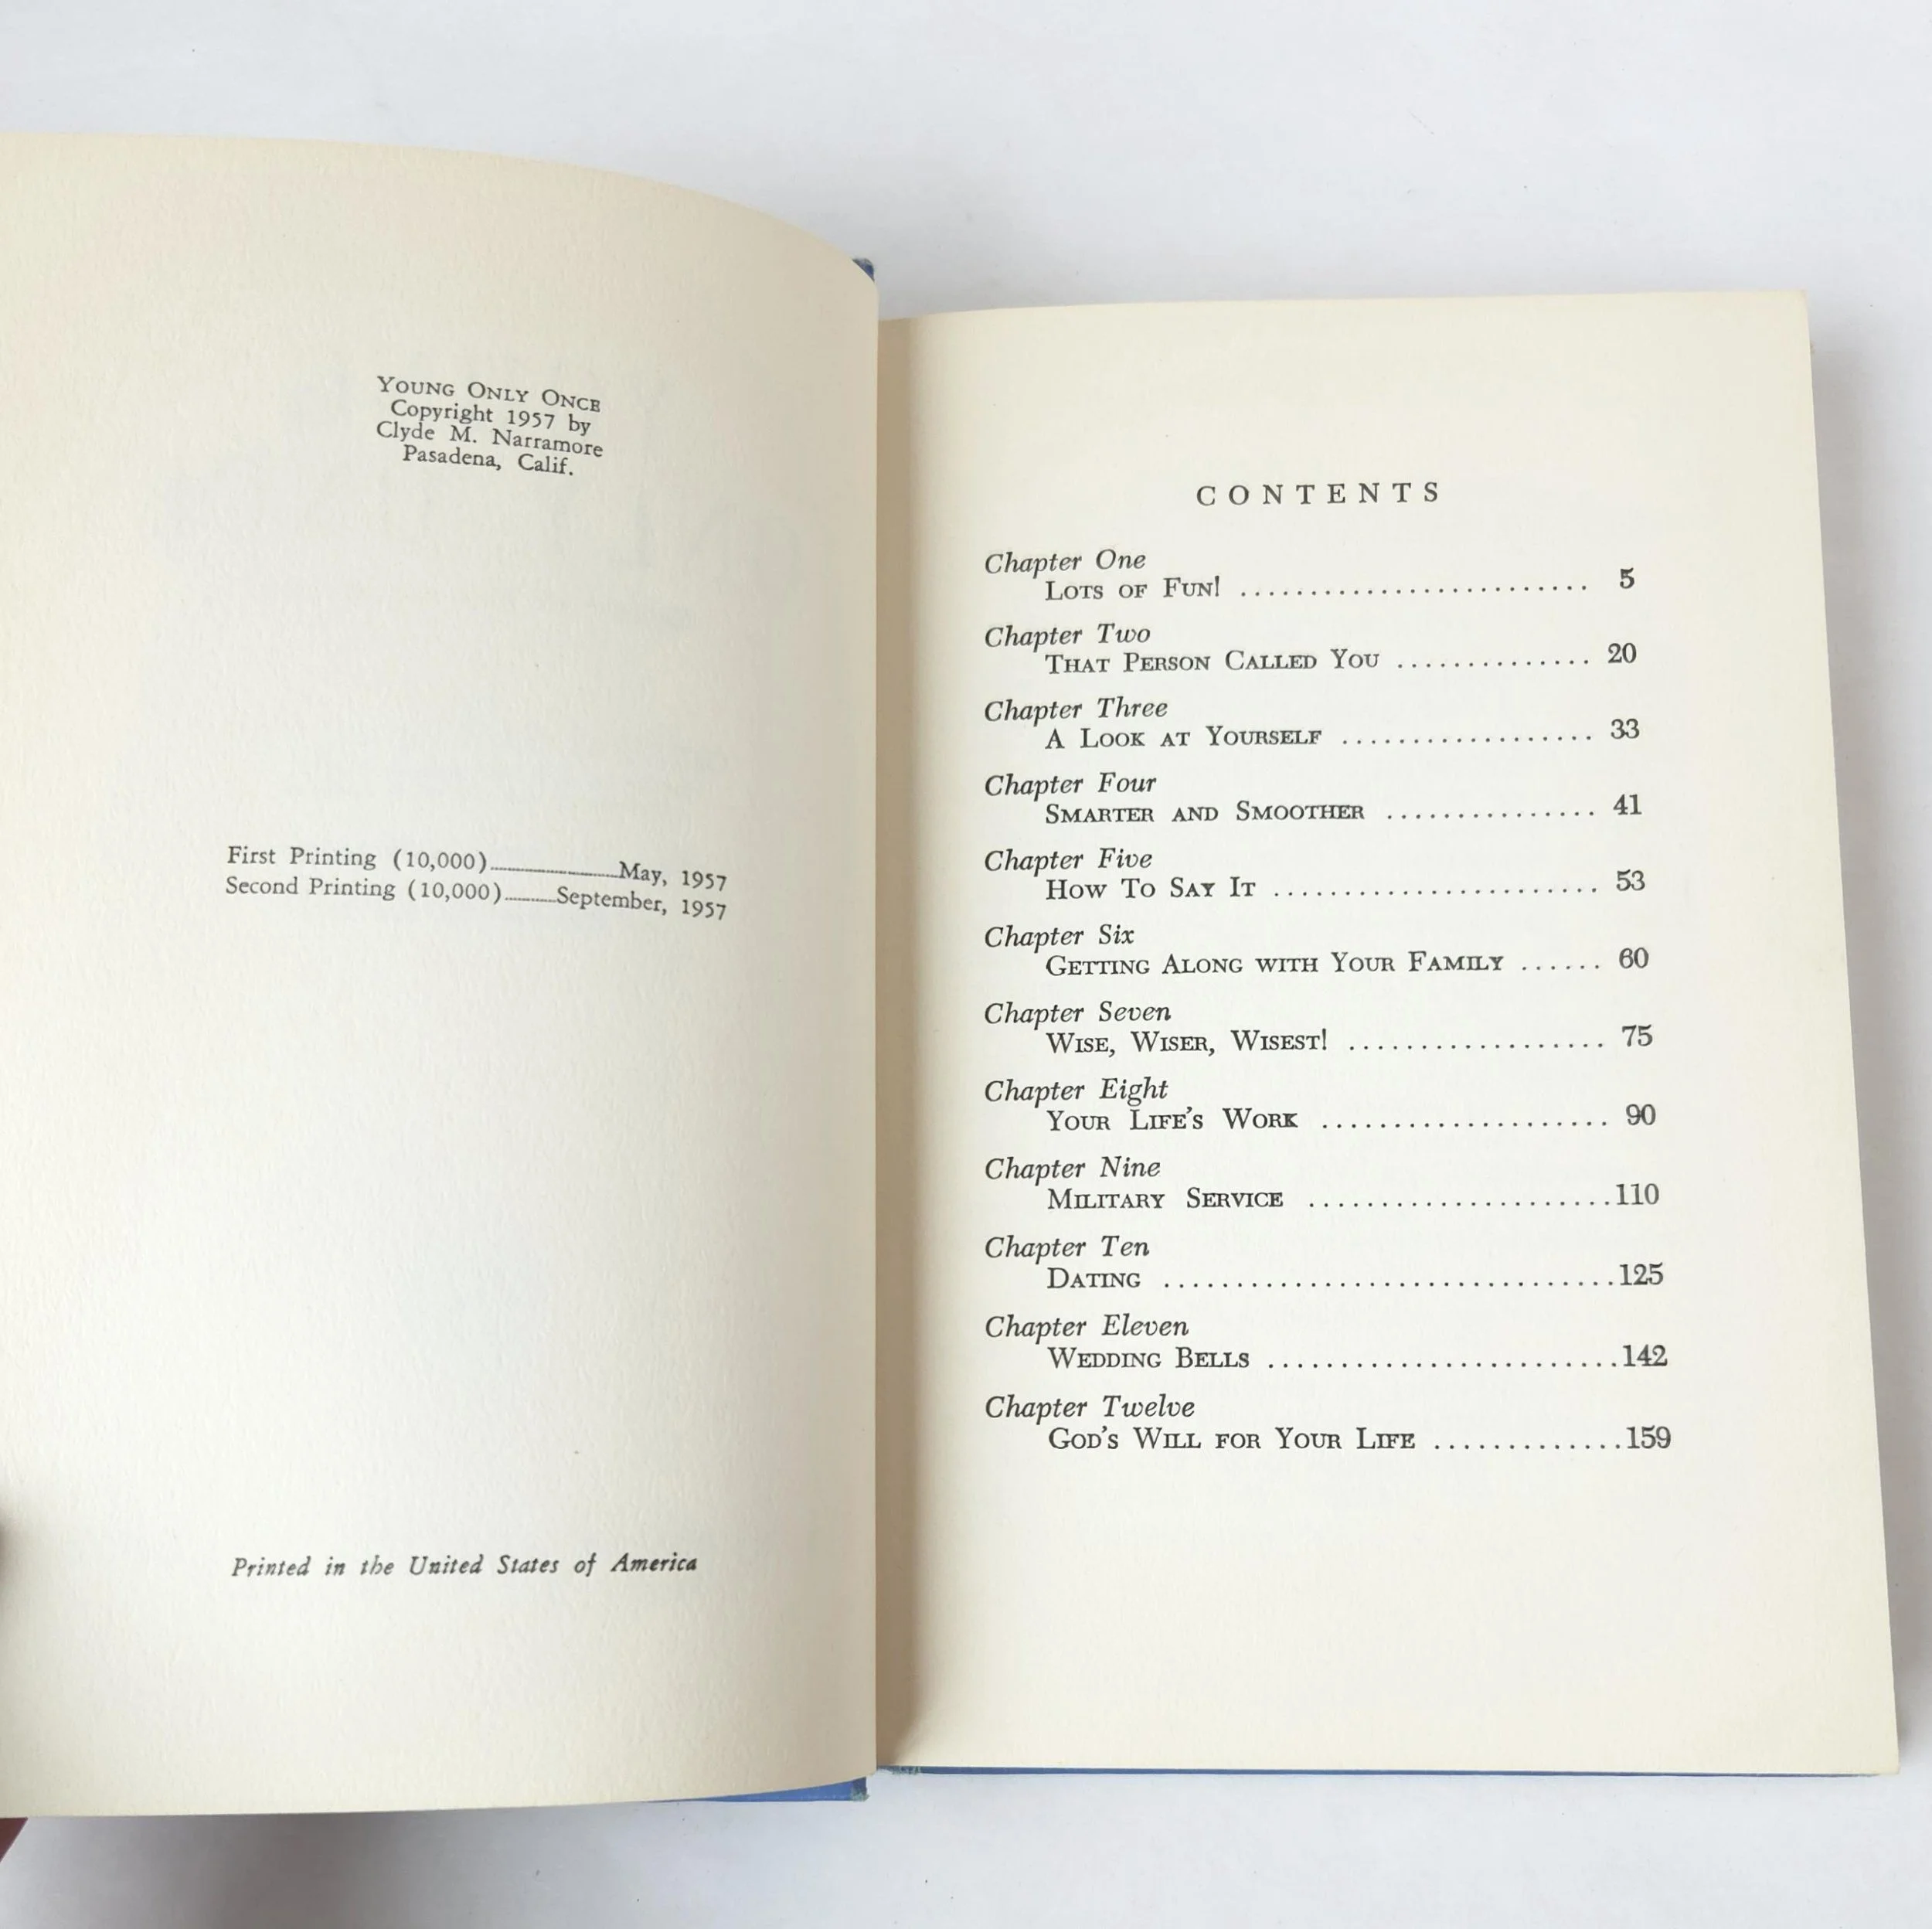 YOUNG ONLY ONCE
Copyright 1957 by
Clyde M. Narramore
Pasadena, Calif.
First Printing (10,000)....................May, 1957
Second Printing (10,000)..........September, 1957
Printed in the United States of America
CONTENTS
Chapter One
LOTS OF FUN! ......................... 5
Chapter Two
THAT PERSON CALLED YOU .............. 20
Chapter Three
A LOOK AT YOURSELF .................. 33
Chapter Four
SMARTER AND SMOOTHER ............... 41
Chapter Five
HOW TO SAY IT ....................... 53
Chapter Six
GETTING ALONG WITH YOUR FAMILY ...... 60
Chapter Seven
WISE, WISER, WISEST! .................. 75
Chapter Eight
YOUR LIFE'S WORK .................... 90
Chapter Nine
MILITARY SERVICE .....................110
Chapter Ten
DATING ...............................125
Chapter Eleven
WEDDING BELLS ........................142
Chapter Twelve
GOD'S WILL FOR YOUR LIFE .............159